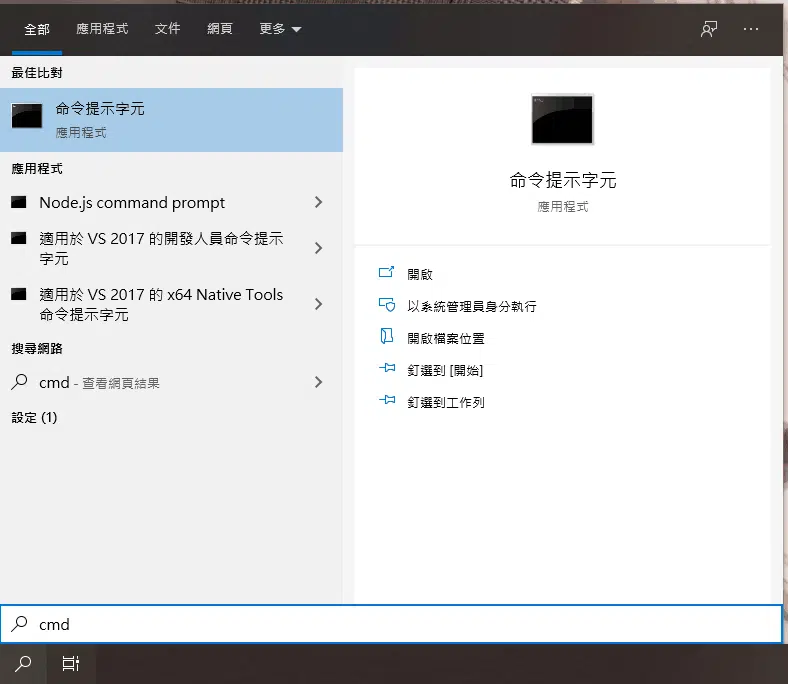 全部
應用程式
文件
網頁
更多
最佳比對
命令提示字元
應用程式
應用程式
Node.js command prompt
適用於 VS 2017 的開發人員命令提示
字元
適用於 VS 2017 的 x64 Native Tools
命令提示字元
搜尋網路
cmd - 查看網頁結果
設定 (1)
命令提示字元
應用程式
開啟
以系統管理員身分執行
開啟檔案位置
釘選到 [開始]
釘選到工作列
cmd